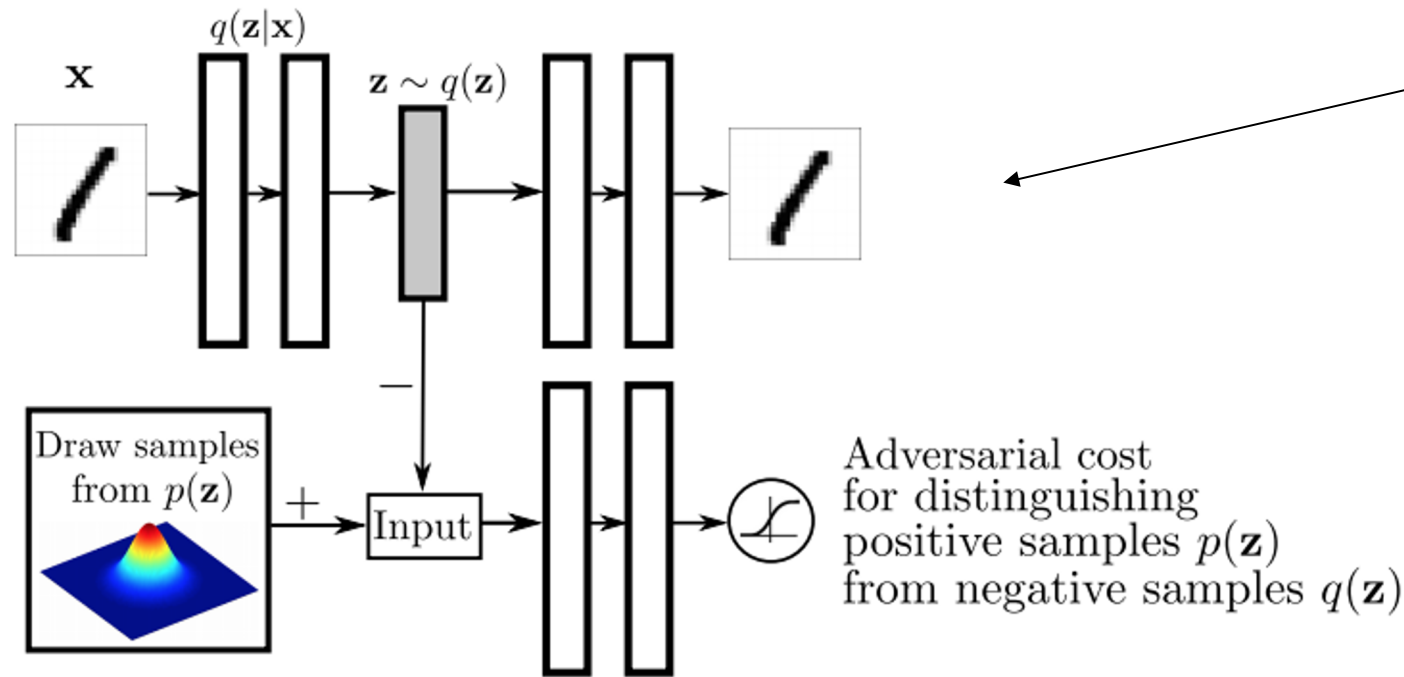 q(z|x)
x
z ∼ q(z)
−
Draw samples
from p(z)
+
Input
Adversarial cost
for distinguishing
positive samples p(z)
from negative samples q(z)